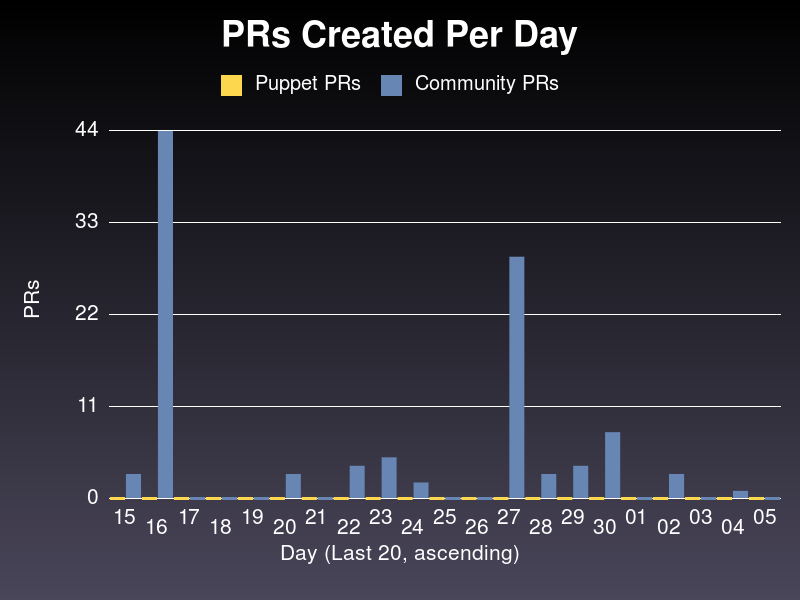 PRs Created Per Day
Puppet PRs Community PRs
44
33
22
11
0
PRs
15 16 17 18 19 20 21 22 23 24 25 26 27 28 29 30 01 02 03 04 05
Day (Last 20, ascending)